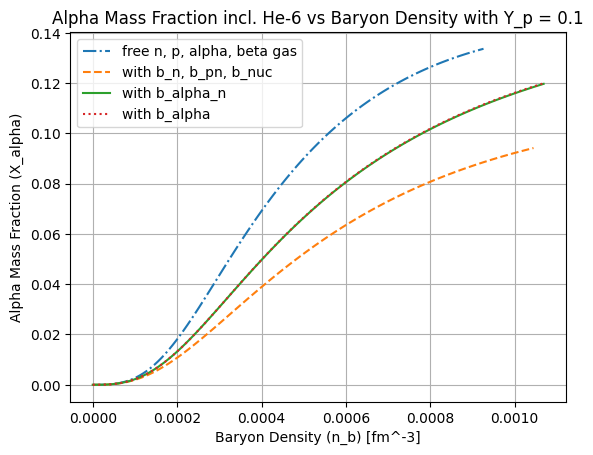 Alpha Mass Fraction incl. He-6 vs Baryon Density with Y_p = 0.1
free n, p, alpha, beta gas
with b_n, b_pn, b_nuc
with b_alpha_n
with b_alpha
Alpha Mass Fraction (X_alpha)
0.14
0.12
0.10
0.08
0.06
0.04
0.02
0.00
0.0000 0.0002 0.0004 0.0006 0.0008 0.0010
Baryon Density (n_b) [fm^-3]